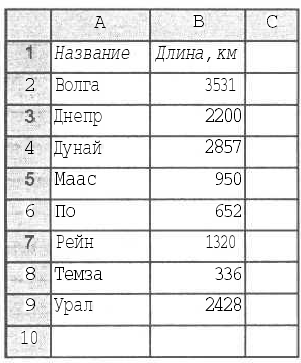 A B C
1 Название Длина, км
2 Волга 3531
3 Днепр 2200
4 Дунай 2857
5 Маас 950
6 По 652
7 Рейн 1320
8 Темза 336
9 Урал 2428
10